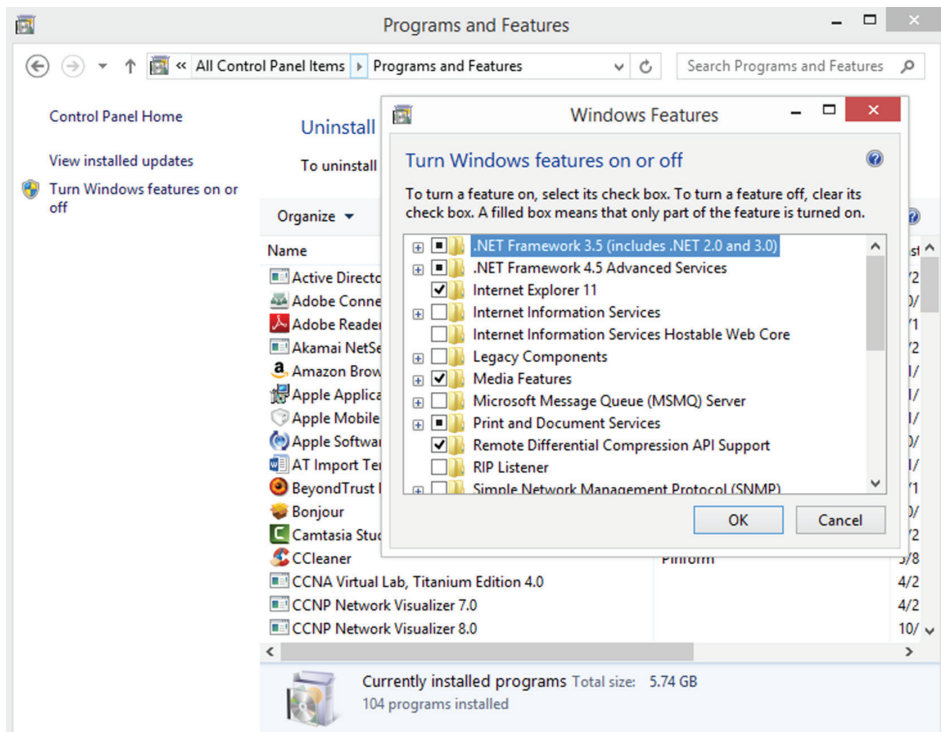 Programs and Features
« All Control Panel Items Programs and Features
Search Programs and Features
Control Panel Home
View installed updates
Turn Windows features on or
off
Uninstall
To uninstall
Organize
Name
Active Directo
Adobe Conne
Adobe Reader
Akamai NetSe
Amazon Brow
Apple Applica
Apple Mobile
Apple Softwa
AT Import Te
BeyondTrust
Bonjour
Camtasia Stud
CCleaner
CCNA Virtual Lab, Titanium Edition 4.0
4/2
CCNP Network Visualizer 7.0
4/2
CCNP Network Visualizer 8.0
10/
Windows Features
Turn Windows features on or off
To turn a feature on, select its check box. To turn a feature off, clear its
check box. A filled box means that only part of the feature is turned on.
.NET Framework 3.5 (includes .NET 2.0 and 3.0)
.NET Framework 4.5 Advanced Services
Internet Explorer 11
Internet Information Services
Internet Information Services Hostable Web Core
Legacy Components
Media Features
Microsoft Message Queue (MSMQ) Server
Print and Document Services
Remote Differential Compression API Support
RIP Listener
Simple Network Management Protocol (SNMP)
OK
Cancel
Currently installed programs Total size: 5.74 GB
104 programs installed